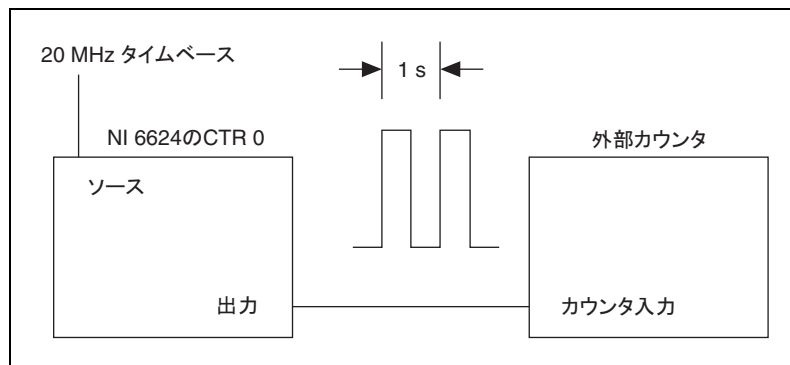 20 MHz タイムベース
1 s
NI 6624のCTR 0
外部カウンタ
ソース
出力
カウンタ入力